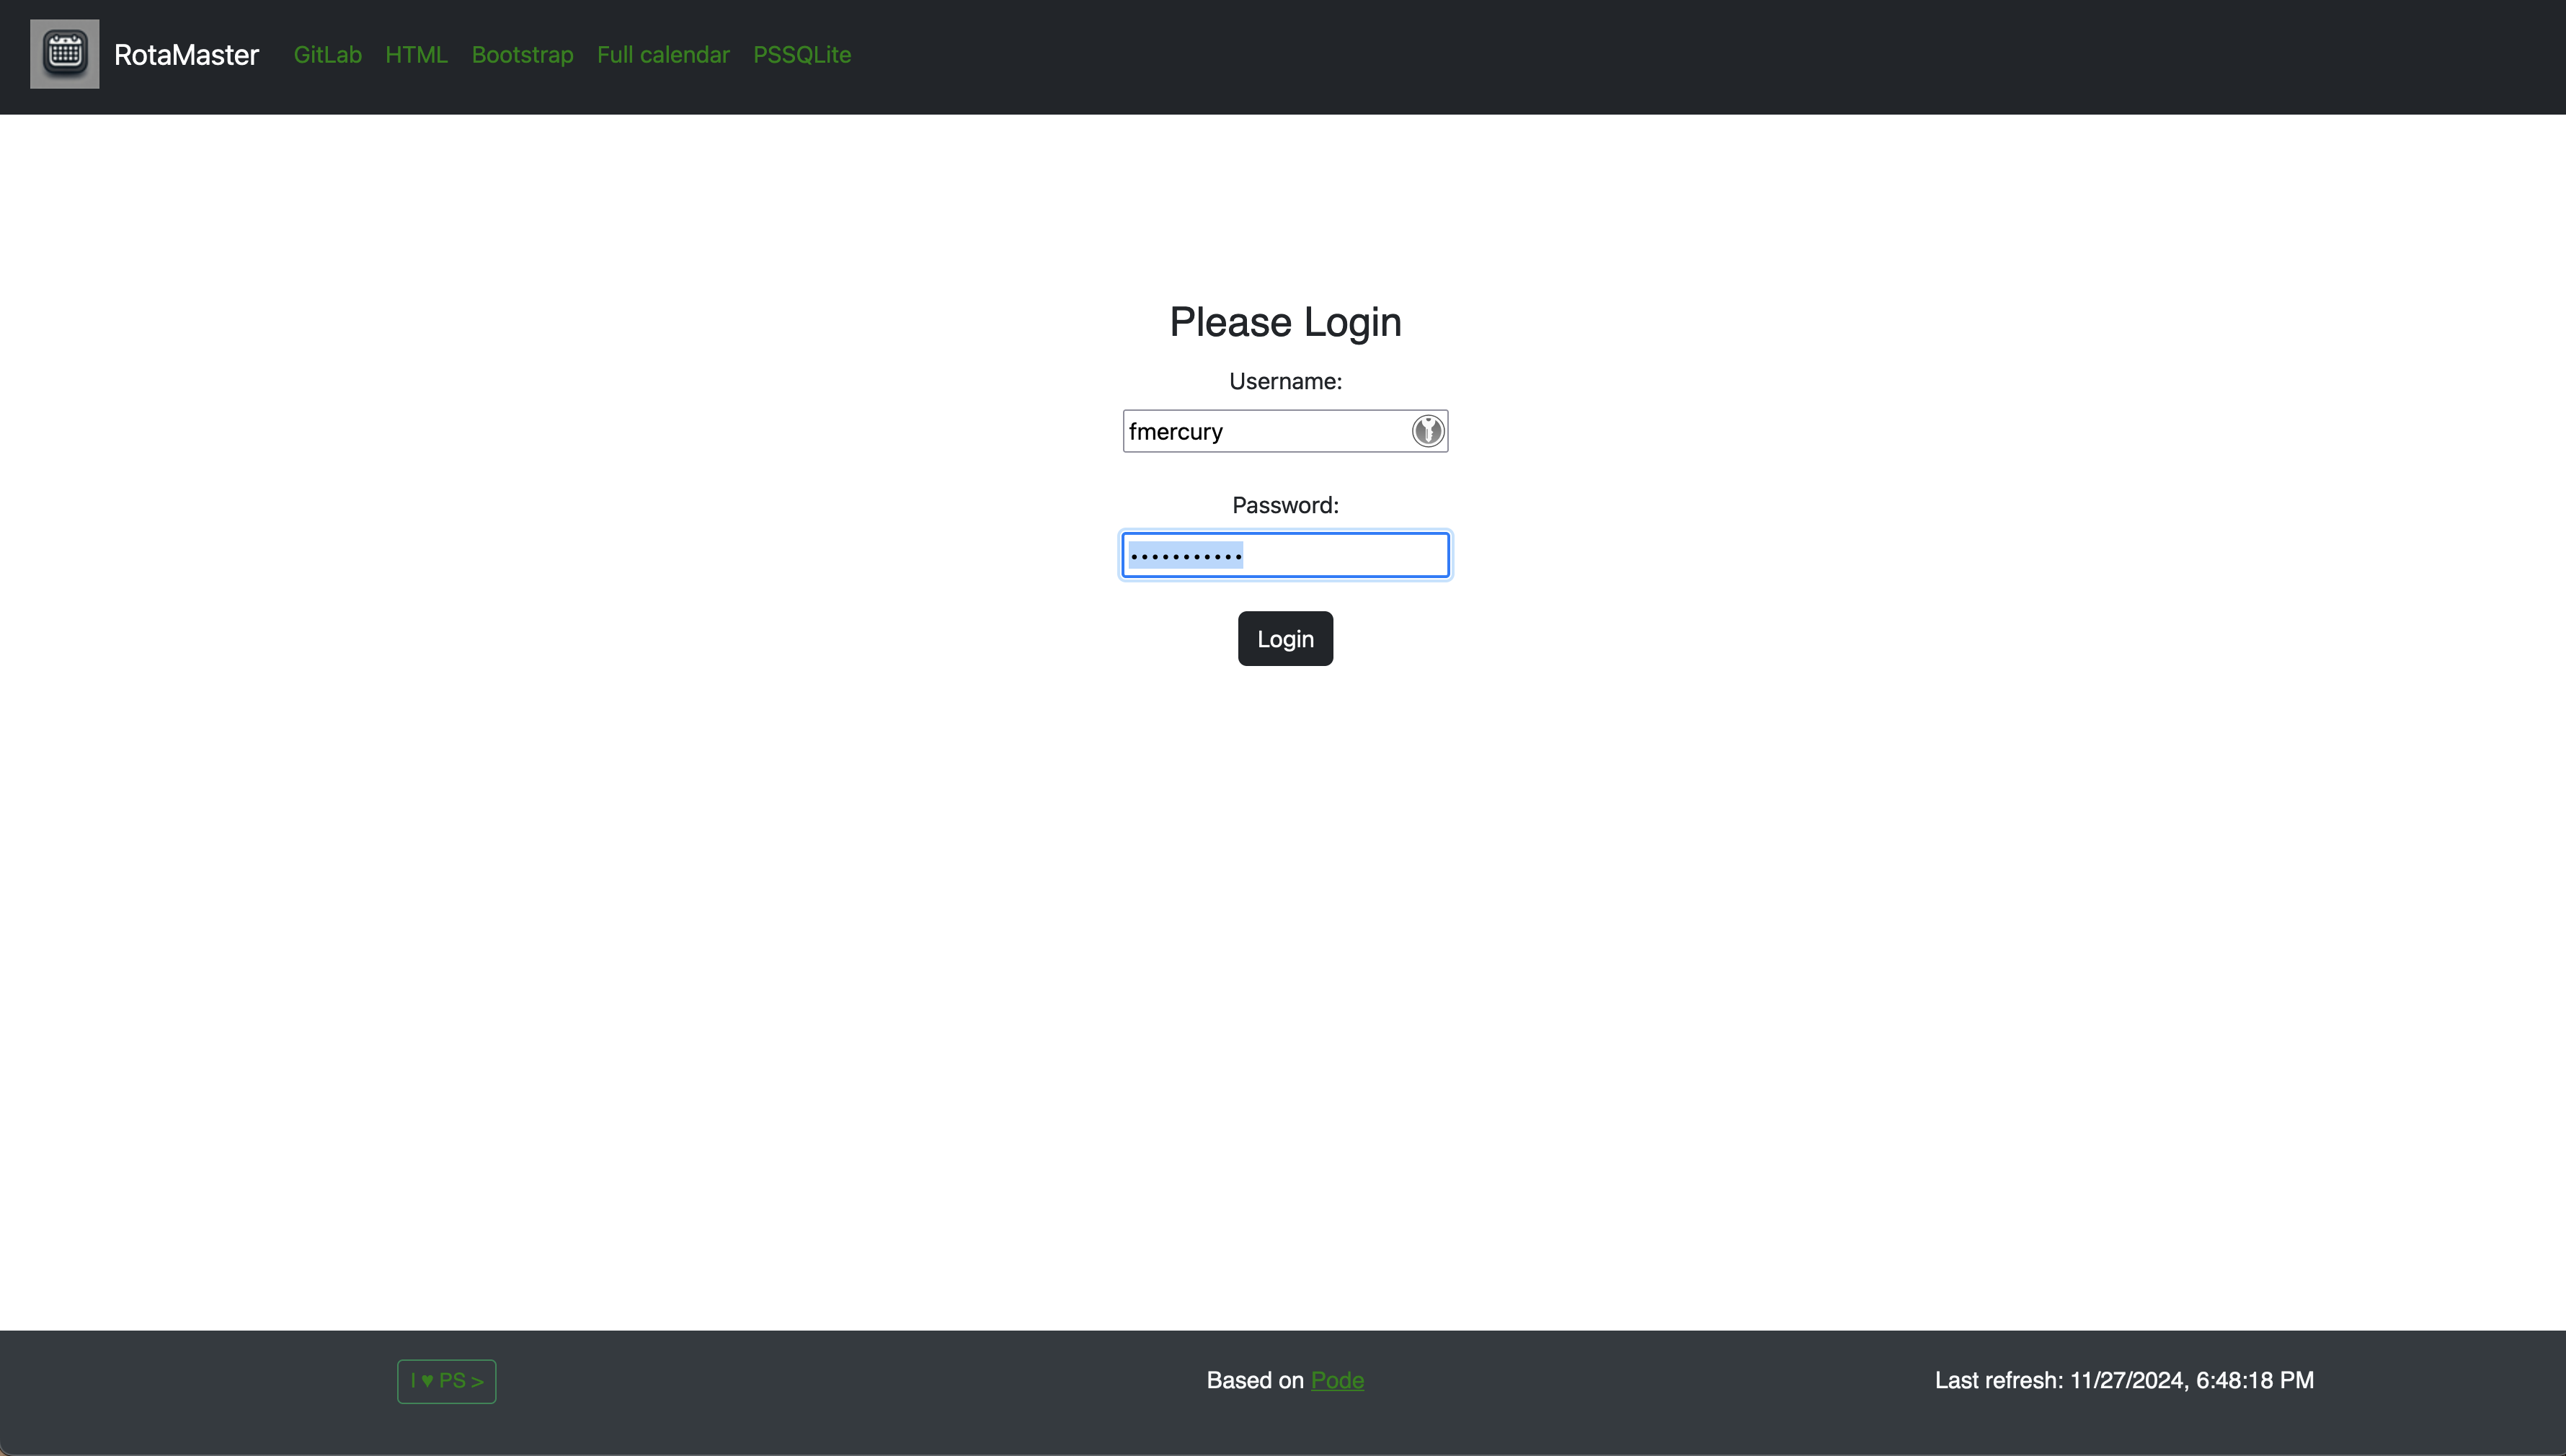 RotaMaster GitLab HTML Bootstrap Full calendar PSSQLite
Please Login
Username:
fmercury
Password:
•••••••••••
Login
I ♥ PS >
Based on Pode
Last refresh: 11/27/2024, 6:48:18 PM